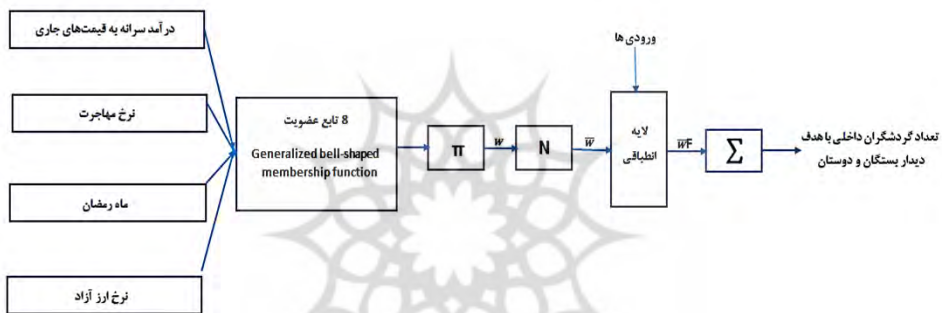 درآمد سرانه به قیمت‌های جاری
نرخ مهاجرت
ماه رمضان
نرخ ارز آزاد
8 تابع عضویت
Generalized bell-shaped
membership function
π
w
N
w̅
ورودی ها
لایه
انطباقی
w̅F
Σ
تعداد گردشگران داخلی با هدف
دیدار بستگان و دوستان